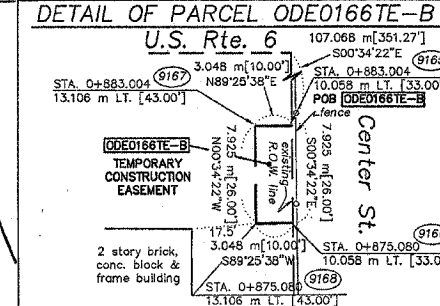 DETAIL OF PARCEL ODE0166TE-B
U.S. Rte. 6
107.068 m[351.27']
S00°34'22"E
3.048 m[10.00']
N89°25'38"E
STA. 0+883.004
9167
13.106 m LT. [43.00']
STA. 0+883.004
10.058 m LT. [33.00
POB ODE0166TE-B
fence
ODE0166TE-B
TEMPORARY
CONSTRUCTION
EASEMENT
7.925 m[26.00']
N00°34'22"W
existing
R.O.W. line
7.925 m[26.00']
S00°34'22"E
Center St.
17.5'
3.048 m[10.00']
S89°25'38"W
STA. 0+875.080
10.058 m LT. [33.0
2 story brick,
conc. block &
frame building
STA. 0+875.080
9168
13.106 m LT. [43.00']